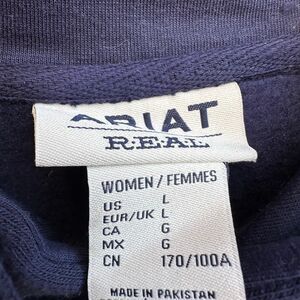 ARIAT
REAL
WOMEN / FEMMES
US L
EUR/UK L
CA G
MX G
CN 170/100A
MADE IN PAKISTAN